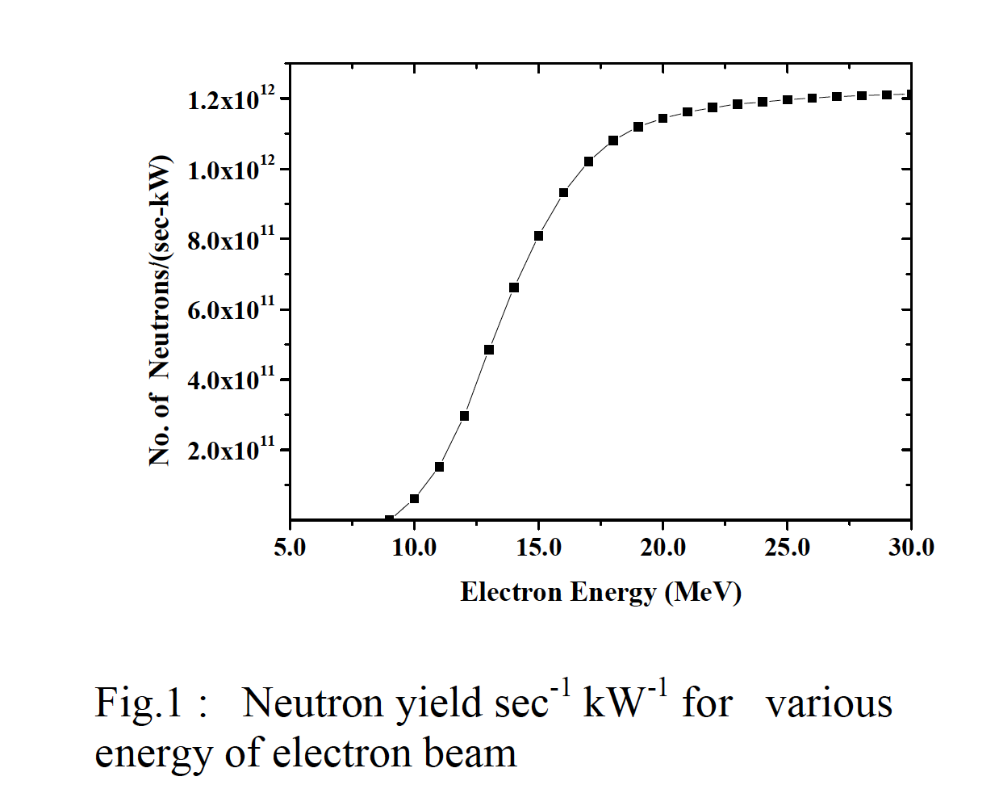 1.2x10¹²
1.0x10¹²
8.0x10¹¹
6.0x10¹¹
4.0x10¹¹
2.0x10¹¹
No. of Neutrons/(sec-kW)
5.0 10.0 15.0 20.0 25.0 30.0
Electron Energy (MeV)
Fig.1 : Neutron yield sec⁻¹ kW⁻¹ for various
energy of electron beam